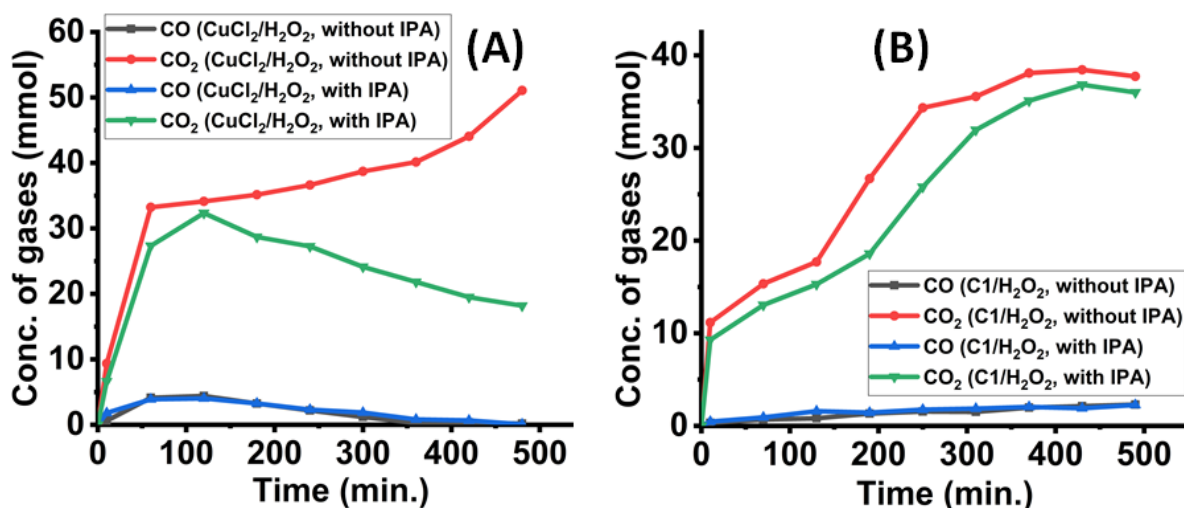 Conc. of gases (mmol)
60
50
40
30
20
10
0
CO (CuCl₂/H₂O₂, without IPA)
CO₂ (CuCl₂/H₂O₂, without IPA)
CO (CuCl₂/H₂O₂, with IPA)
CO₂ (CuCl₂/H₂O₂, with IPA)
(A)
0 100 200 300 400 500
Time (min.)
Conc. of gases (mmol)
40
30
20
10
0
(B)
CO (C1/H₂O₂, without IPA)
CO₂ (C1/H₂O₂, without IPA)
CO (C1/H₂O₂, with IPA)
CO₂ (C1/H₂O₂, with IPA)
0 100 200 300 400 500
Time (min.)